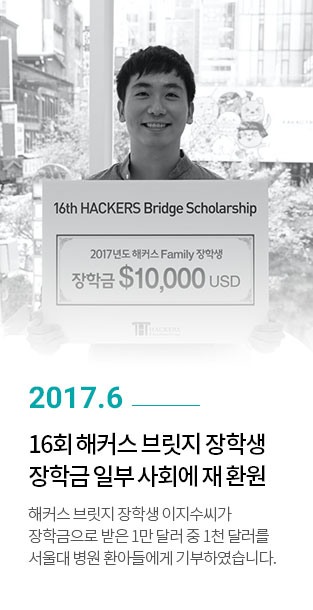 16th HACKERS Bridge Scholarship
2017년도 해커스 Family 장학생
장학금 $10,000 USD
HACKERS
2017.6
16회 해커스 브릿지 장학생
장학금 일부 사회에 재 환원
해커스 브릿지 장학생 이지수씨가
장학금으로 받은 1만 달러 중 1천 달러를
서울대 병원 환아들에게 기부하였습니다.